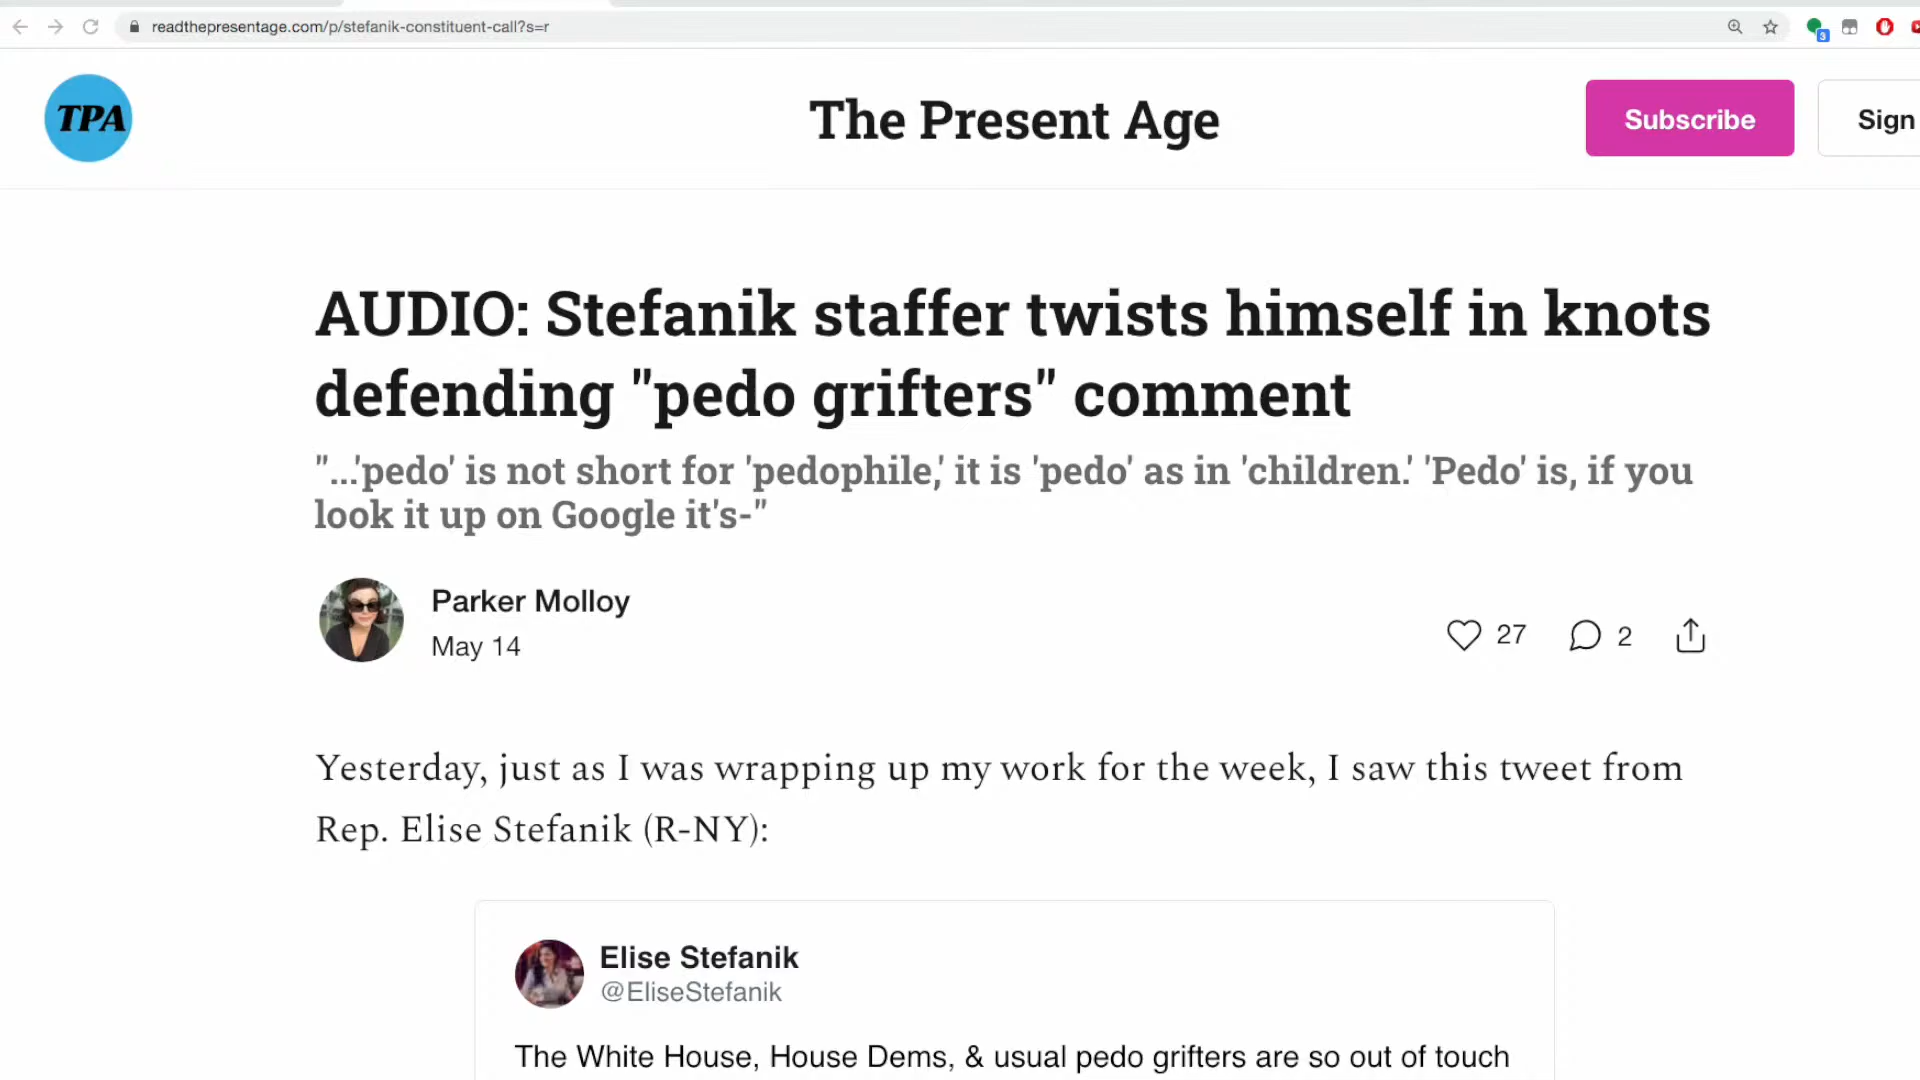 readthepresentage.com/p/stefanik-constituent-call?s=r
3
TPA
The Present Age
Subscribe
Sign
AUDIO: Stefanik staffer twists himself in knots
defending "pedo grifters" comment
"...'pedo' is not short for 'pedophile,' it is 'pedo' as in 'children.' 'Pedo' is, if you
look it up on Google it's-"
Parker Molloy
May 14
27
2
Yesterday, just as I was wrapping up my work for the week, I saw this tweet from
Rep. Elise Stefanik (R-NY):
Elise Stefanik
@EliseStefanik
The White House, House Dems, & usual pedo grifters are so out of touch